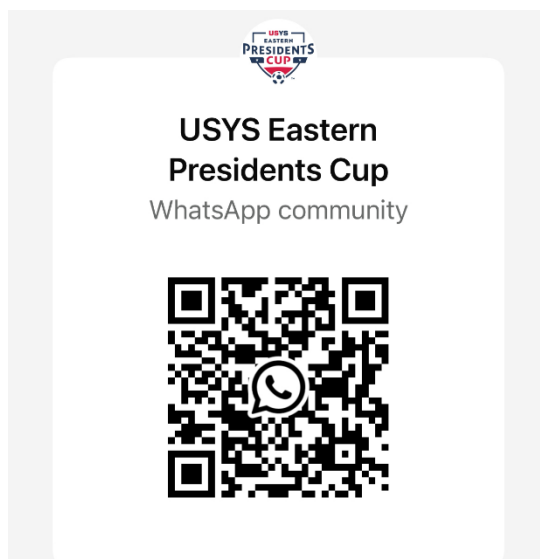 USYS
EASTERN
PRESIDENTS
CUP
USYS Eastern
Presidents Cup
WhatsApp community